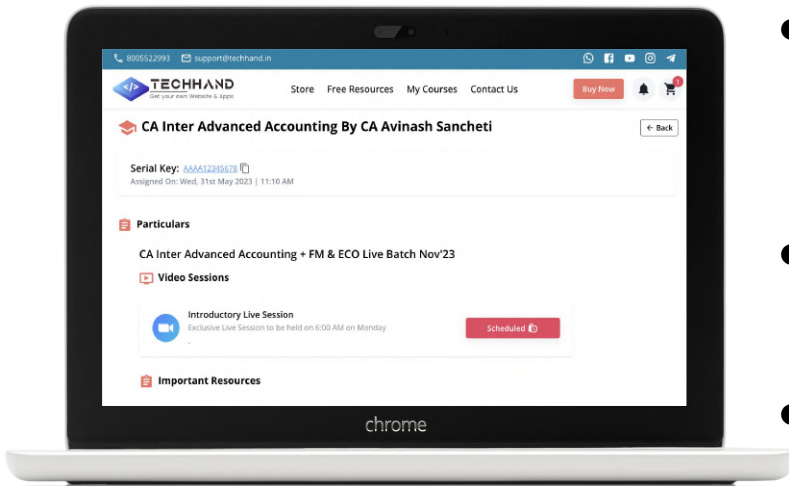 8005522993 support@techhand.in
TECHHAND
Get your own Website & Apps
Store Free Resources My Courses Contact Us
Buy Now
1
CA Inter Advanced Accounting By CA Avinash Sancheti
← Back
Serial Key: AAAA12345678
Assigned On: Wed, 31st May 2023 | 11:10 AM
Particulars
CA Inter Advanced Accounting + FM & ECO Live Batch Nov'23
Video Sessions
Introductory Live Session
Exclusive Live Session to be held on 6:00 AM on Monday
-
Scheduled
Important Resources
chrome